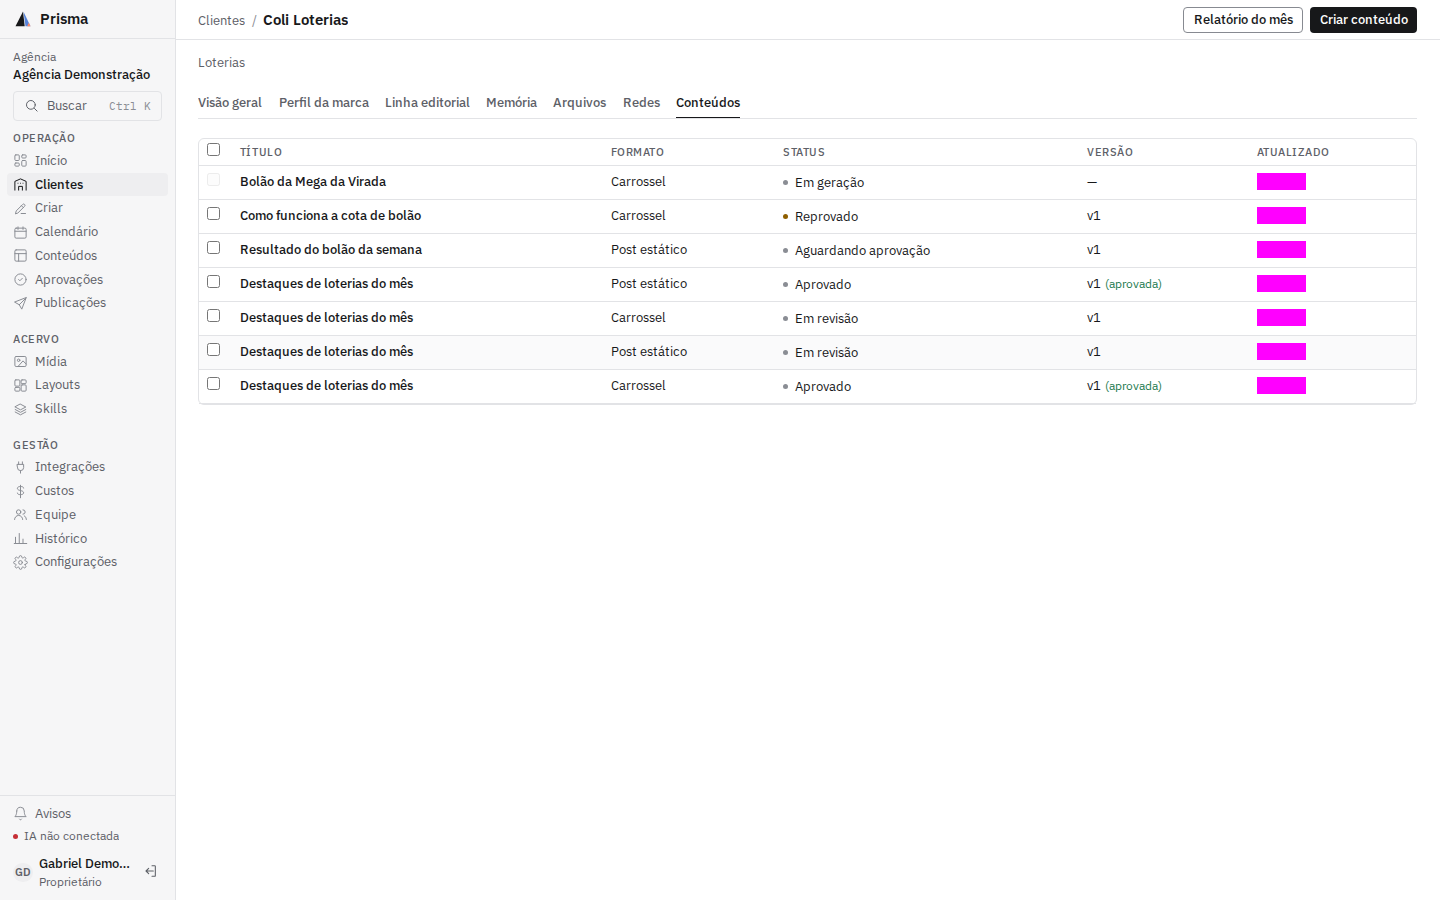 Prisma
Agência
Agência Demonstração
Buscar Ctrl K
OPERAÇÃO
Início
Clientes
Criar
Calendário
Conteúdos
Aprovações
Publicações
ACERVO
Mídia
Layouts
Skills
GESTÃO
Integrações
Custos
Equipe
Histórico
Configurações
Avisos
IA não conectada
GD
Gabriel Demo...
Proprietário
Clientes / Coli Loterias
Relatório do mês
Criar conteúdo
Loterias
Visão geral Perfil da marca Linha editorial Memória Arquivos Redes Conteúdos
TÍTULO FORMATO STATUS VERSÃO ATUALIZADO
Bolão da Mega da Virada Carrossel Em geração —
Como funciona a cota de bolão Carrossel Reprovado v1
Resultado do bolão da semana Post estático Aguardando aprovação v1
Destaques de loterias do mês Post estático Aprovado v1 (aprovada)
Destaques de loterias do mês Carrossel Em revisão v1
Destaques de loterias do mês Post estático Em revisão v1
Destaques de loterias do mês Carrossel Aprovado v1 (aprovada)